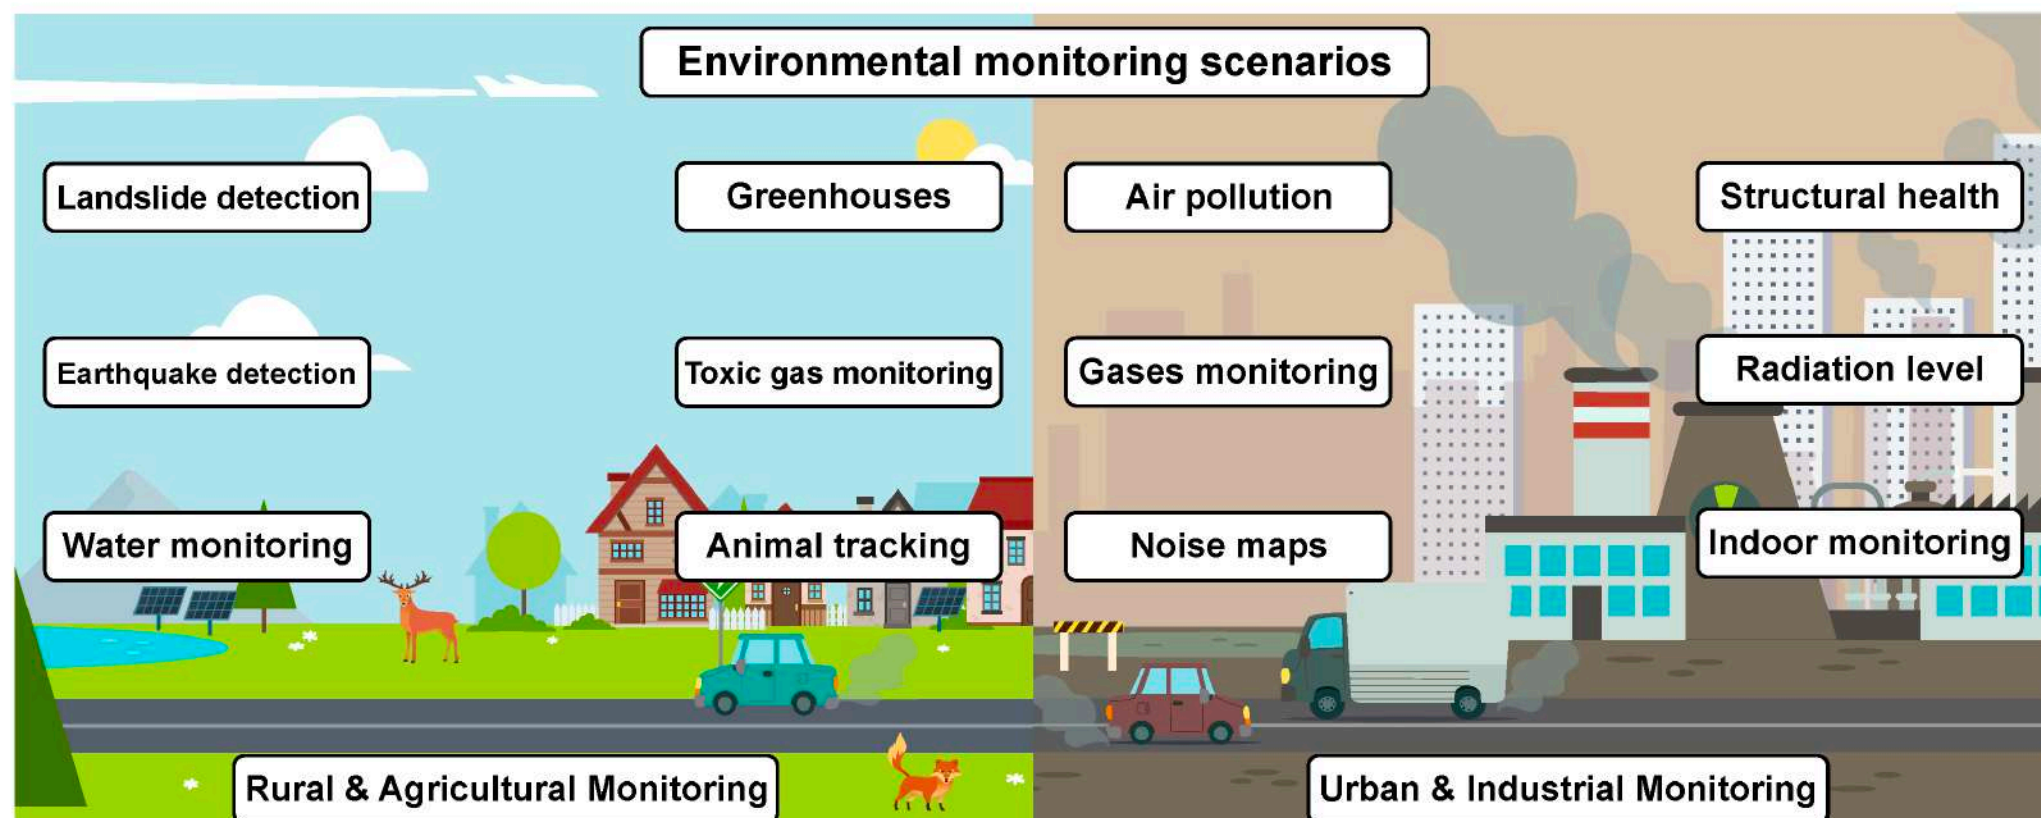 Environmental monitoring scenarios
Landslide detection
Greenhouses
Air pollution
Structural health
Earthquake detection
Toxic gas monitoring
Gases monitoring
Radiation level
Water monitoring
Animal tracking
Noise maps
Indoor monitoring
Rural & Agricultural Monitoring
Urban & Industrial Monitoring